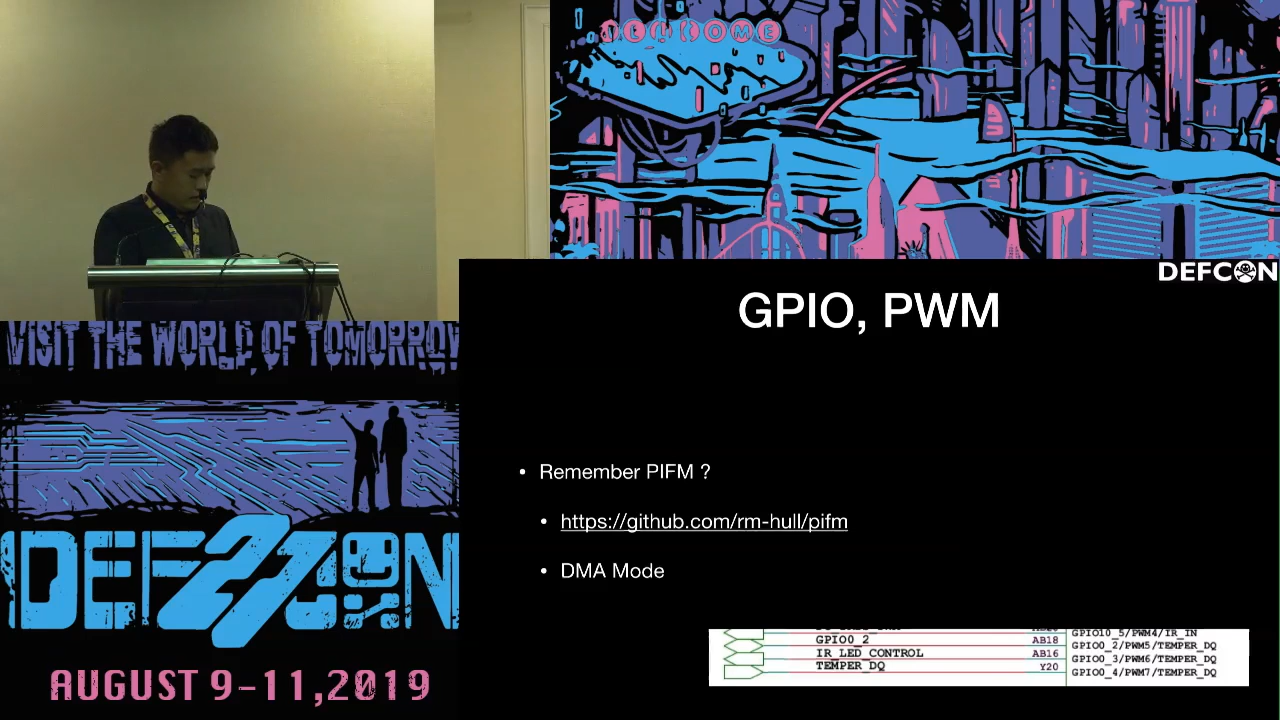 WELCOME
DEFCON
GPIO, PWM
VISIT THE WORLD OF TOMORROW
• Remember PIFM ?
• https://github.com/rm-hull/pifm
• DMA Mode
DEF27CON
AUGUST 9-11,2019
GPIO0_2
IR_LED_CONTROL
TEMPER_DQ
AB18
AB16
Y20
GPIO10_5/PWM4/IR_IN
GPIO0_2/PWM5/TEMPER_DQ
GPIO0_3/PWM6/TEMPER_DQ
GPIO0_4/PWM7/TEMPER_DQ